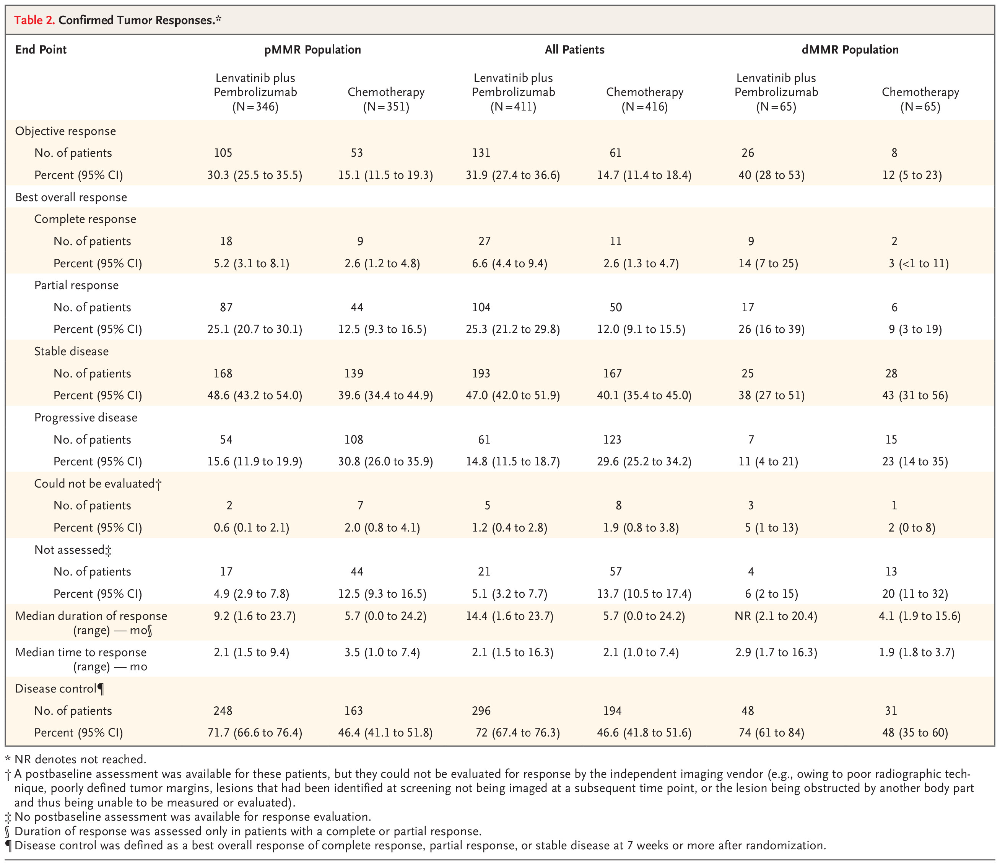 Table 2. Confirmed Tumor Responses.*
End Point pMMR Population All Patients dMMR Population
Lenvatinib plus Pembrolizumab (N=346) Chemotherapy (N=351) Lenvatinib plus Pembrolizumab (N=411) Chemotherapy (N=416) Lenvatinib plus Pembrolizumab (N=65) Chemotherapy (N=65)
Objective response
No. of patients 105 53 131 61 26 8
Percent (95% CI) 30.3 (25.5 to 35.5) 15.1 (11.5 to 19.3) 31.9 (27.4 to 36.6) 14.7 (11.4 to 18.4) 40 (28 to 53) 12 (5 to 23)
Best overall response
Complete response
No. of patients 18 9 27 11 9 2
Percent (95% CI) 5.2 (3.1 to 8.1) 2.6 (1.2 to 4.8) 6.6 (4.4 to 9.4) 2.6 (1.3 to 4.7) 14 (7 to 25) 3 (<1 to 11)
Partial response
No. of patients 87 44 104 50 17 6
Percent (95% CI) 25.1 (20.7 to 30.1) 12.5 (9.3 to 16.5) 25.3 (21.2 to 29.8) 12.0 (9.1 to 15.5) 26 (16 to 39) 9 (3 to 19)
Stable disease
No. of patients 168 139 193 167 25 28
Percent (95% CI) 48.6 (43.2 to 54.0) 39.6 (34.4 to 44.9) 47.0 (42.0 to 51.9) 40.1 (35.4 to 45.0) 38 (27 to 51) 43 (31 to 56)
Progressive disease
No. of patients 54 108 61 123 7 15
Percent (95% CI) 15.6 (11.9 to 19.9) 30.8 (26.0 to 35.9) 14.8 (11.5 to 18.7) 29.6 (25.2 to 34.2) 11 (4 to 21) 23 (14 to 35)
Could not be evaluated†
No. of patients 2 7 5 8 3 1
Percent (95% CI) 0.6 (0.1 to 2.1) 2.0 (0.8 to 4.1) 1.2 (0.4 to 2.8) 1.9 (0.8 to 3.8) 5 (1 to 13) 2 (0 to 8)
Not assessed‡
No. of patients 17 44 21 57 4 13
Percent (95% CI) 4.9 (2.9 to 7.8) 12.5 (9.3 to 16.5) 5.1 (3.2 to 7.7) 13.7 (10.5 to 17.4) 6 (2 to 15) 20 (11 to 32)
Median duration of response (range) — mo§ 9.2 (1.6 to 23.7) 5.7 (0.0 to 24.2) 14.4 (1.6 to 23.7) 5.7 (0.0 to 24.2) NR (2.1 to 20.4) 4.1 (1.9 to 15.6)
Median time to response (range) — mo 2.1 (1.5 to 9.4) 3.5 (1.0 to 7.4) 2.1 (1.5 to 16.3) 2.1 (1.0 to 7.4) 2.9 (1.7 to 16.3) 1.9 (1.8 to 3.7)
Disease control¶
No. of patients 248 163 296 194 48 31
Percent (95% CI) 71.7 (66.6 to 76.4) 46.4 (41.1 to 51.8) 72 (67.4 to 76.3) 46.6 (41.8 to 51.6) 74 (61 to 84) 48 (35 to 60)
* NR denotes not reached.
† A postbaseline assessment was available for these patients, but they could not be evaluated for response by the independent imaging vendor (e.g., owing to poor radiographic tech-
nique, poorly defined tumor margins, lesions that had been identified at screening not being imaged at a subsequent time point, or the lesion being obstructed by another body part
and thus being unable to be measured or evaluated).
‡ No postbaseline assessment was available for response evaluation.
§ Duration of response was assessed only in patients with a complete or partial response.
¶ Disease control was defined as a best overall response of complete response, partial response, or stable disease at 7 weeks or more after randomization.